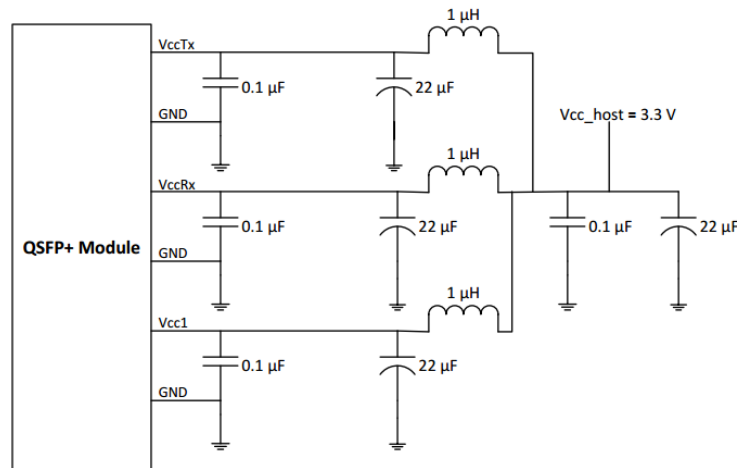 1 µH
VccTx
0.1 µF
22 µF
GND
Vcc_host = 3.3 V
1 µH
VccRx
QSFP+ Module
0.1 µF
22 µF
0.1 µF
22 µF
GND
1 µH
Vcc1
0.1 µF
22 µF
GND